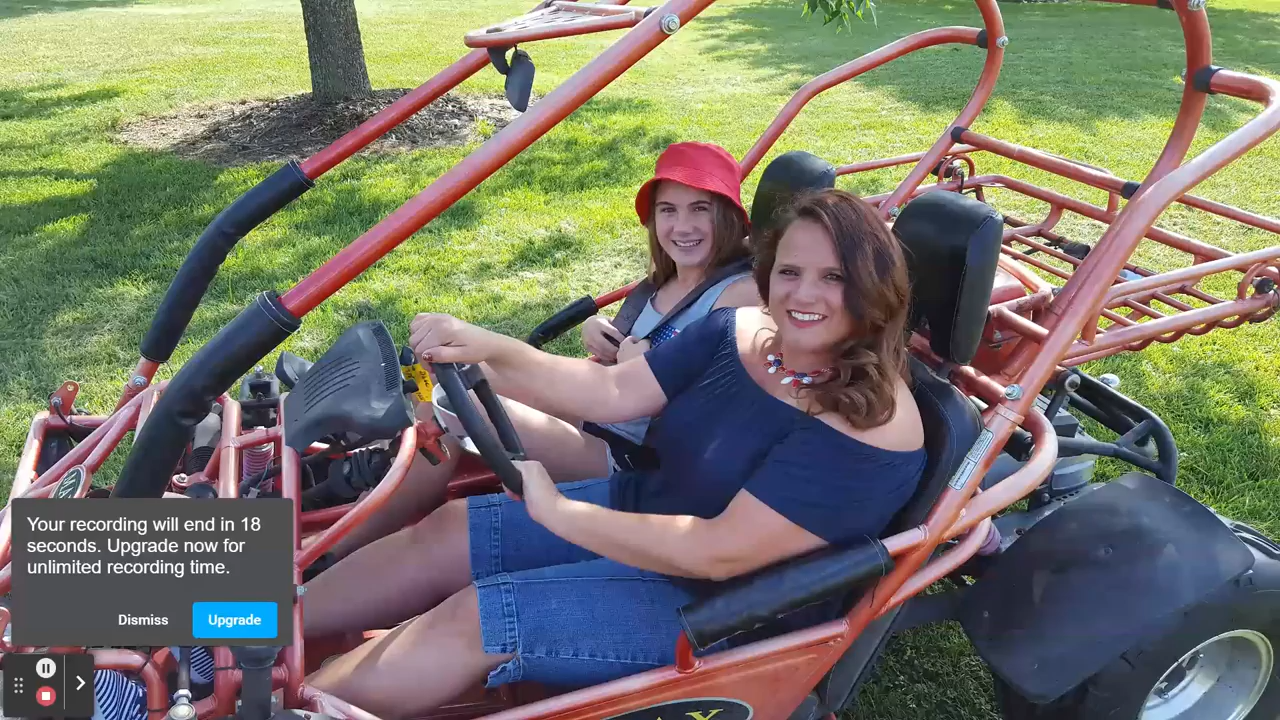 Your recording will end in 18
seconds. Upgrade now for
unlimited recording time.
Dismiss
Upgrade